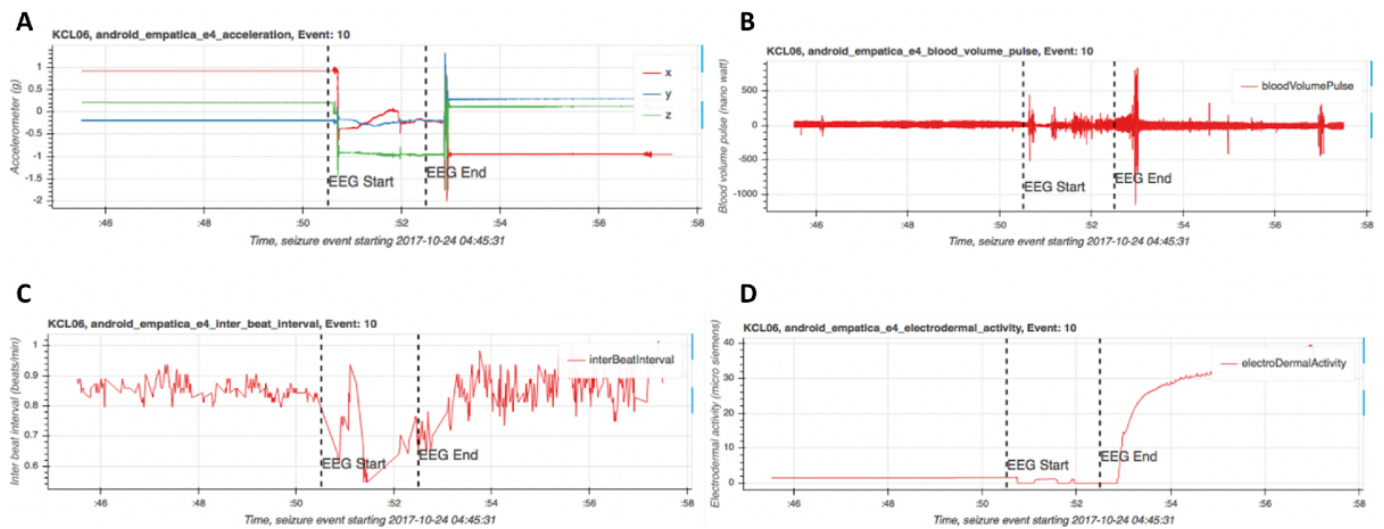 A
KCL06, android_empatica_e4_acceleration, Event: 10
Accelerometer (g)
1
0.5
0
-0.5
-1
-1.5
-2
x
y
z
EEG Start
EEG End
:46
:48
:50
:52
:54
:56
:58
Time, seizure event starting 2017-10-24 04:45:31
B
KCL06, android_empatica_e4_blood_volume_pulse, Event: 10
Blood volume pulse (nano watt)
500
0
-500
-1000
bloodVolumePulse
EEG Start
EEG End
:46
:48
:50
:52
:54
:56
:58
Time, seizure event starting 2017-10-24 04:45:31
C
KCL06, android_empatica_e4_inter_beat_interval, Event: 10
Inter beat interval (beats/min)
1
0.9
0.8
0.7
0.6
interBeatInterval
EEG Start
EEG End
:46
:48
:50
:52
:54
:56
:58
Time, seizure event starting 2017-10-24 04:45:31
D
KCL06, android_empatica_e4_electrodermal_activity, Event: 10
Electrodermal activity (micro siemens)
40
30
20
10
0
electroDermalActivity
EEG Start
EEG End
:46
:48
:50
:52
:54
:56
:58
Time, seizure event starting 2017-10-24 04:45:31